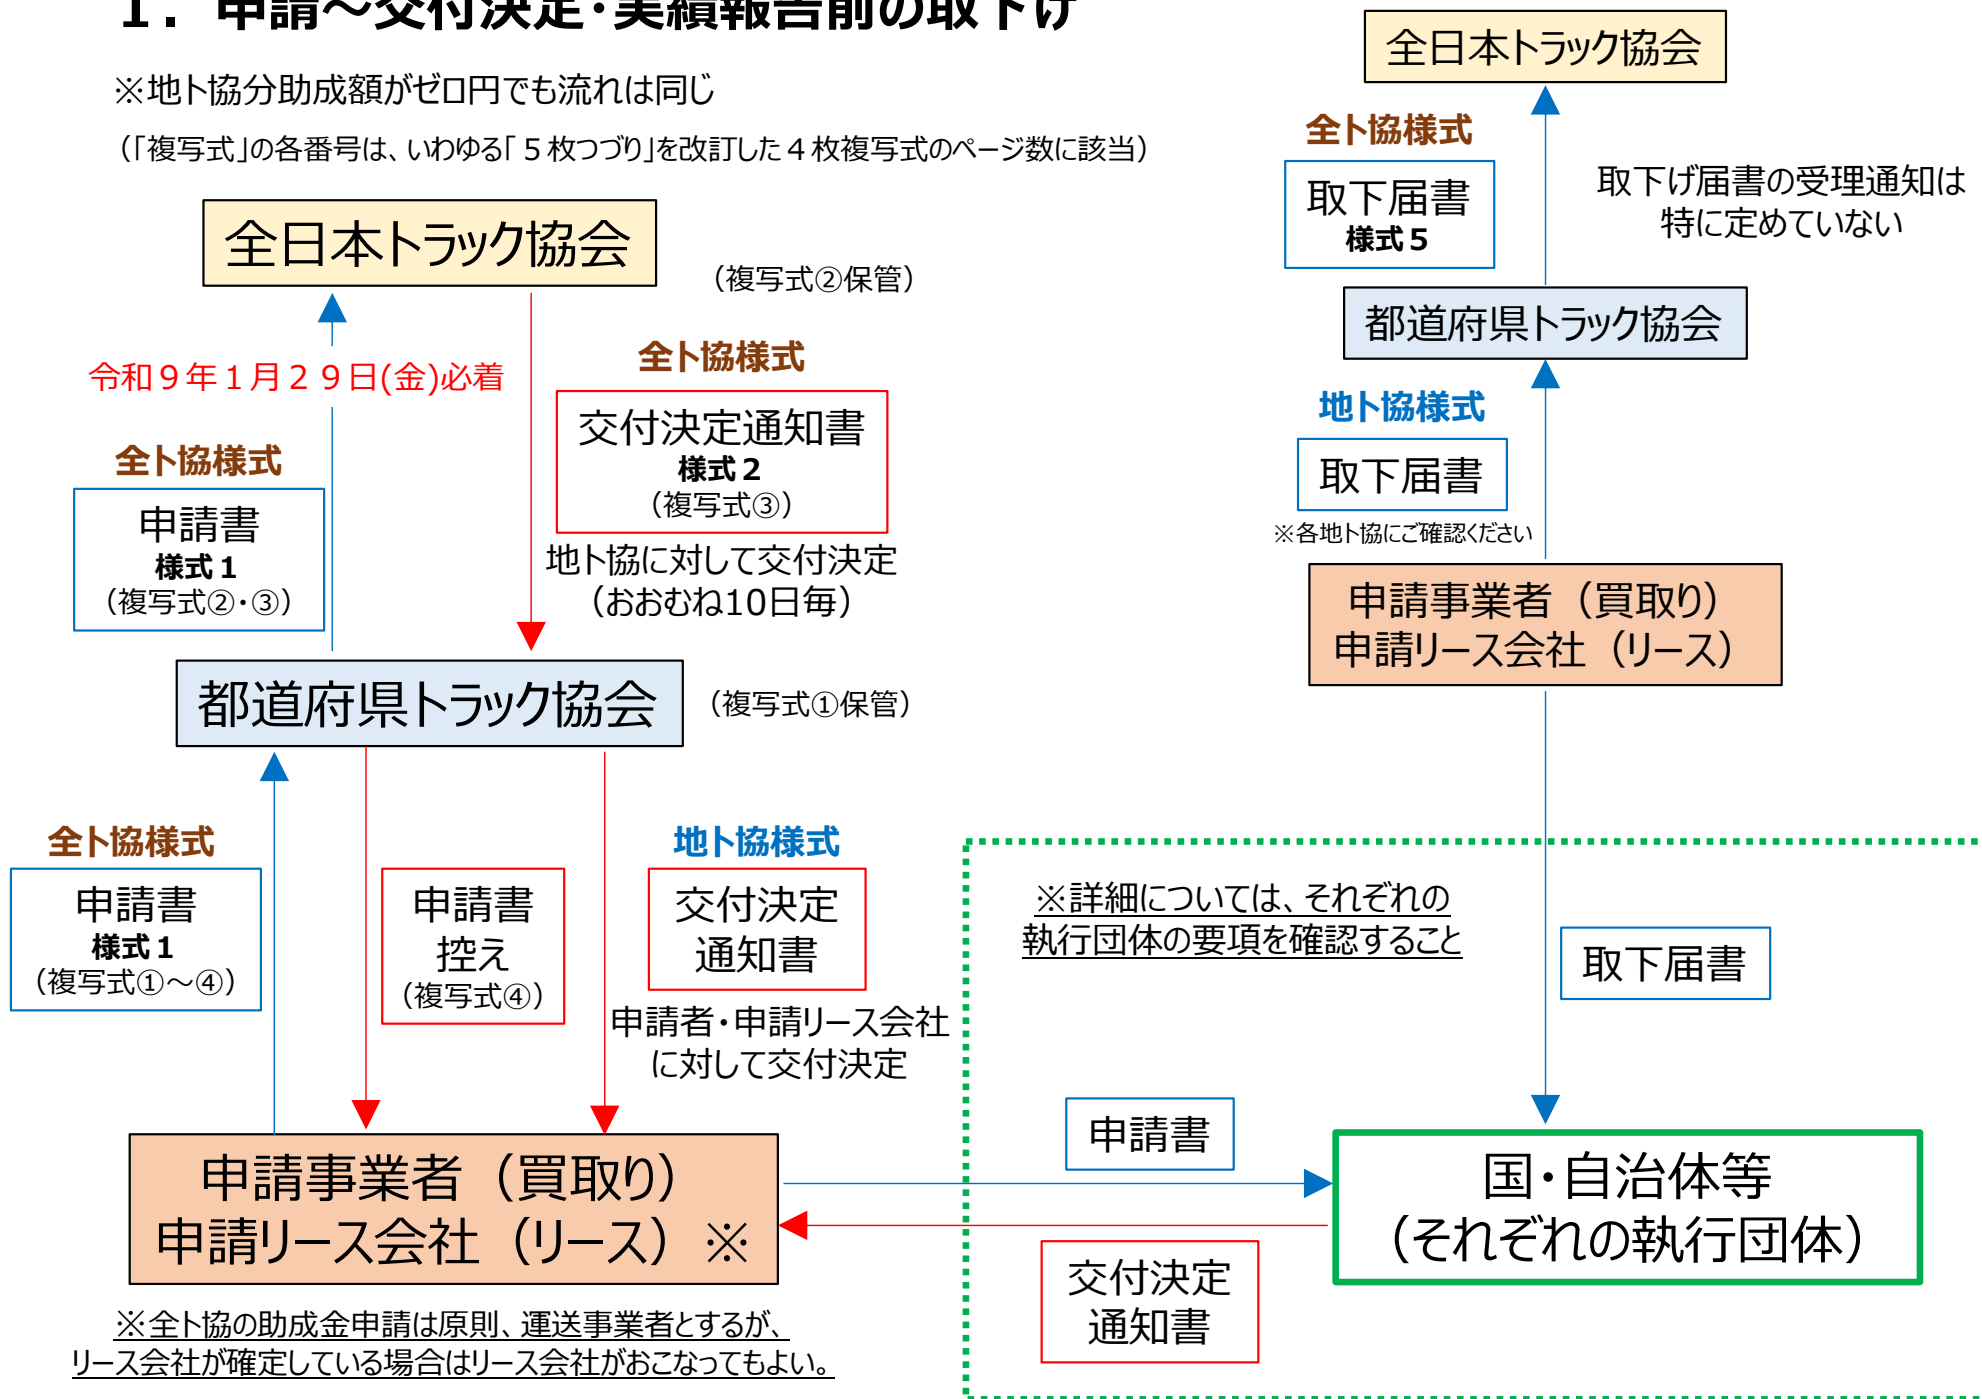 1．申請～交付決定･実績報告前の取下げ
※地ト協分助成額がゼロ円でも流れは同じ
（｢複写式｣の各番号は､いわゆる｢５枚つづり｣を改訂した４枚複写式のページ数に該当）
全日本トラック協会
（複写式②保管）
令和９年１月２９日(金)必着
全ト協様式
交付決定通知書
様式２
（複写式③）
地ト協に対して交付決定
（おおむね10日毎）
全ト協様式
申請書
様式１
（複写式②･③）
都道府県トラック協会
（複写式①保管）
全ト協様式
申請書
様式１
（複写式①～④）
申請書
控え
（複写式④）
地ト協様式
交付決定
通知書
申請者･申請リース会社
に対して交付決定
申請事業者（買取り）
申請リース会社（リース）※
※全ト協の助成金申請は原則､運送事業者とするが､
リース会社が確定している場合はリース会社がおこなってもよい｡
全日本トラック協会
全ト協様式
取下届書
様式５
取下げ届書の受理通知は
特に定めていない
都道府県トラック協会
地ト協様式
取下届書
※各地ト協にご確認ください
申請事業者（買取り）
申請リース会社（リース）
※詳細については､それぞれの
執行団体の要項を確認すること
取下届書
申請書
国･自治体等
（それぞれの執行団体）
交付決定
通知書